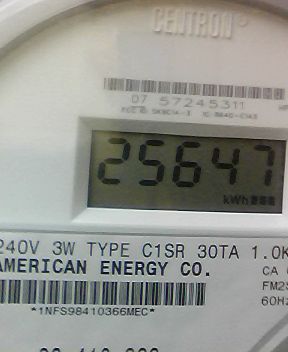 CENTRON®
07 57245311
25647
kWh
240V 3W TYPE C1SR 30TA 1.0K
AMERICAN ENERGY CO.
CA
FM2S
60Hz
*1NFS98410366MEC*